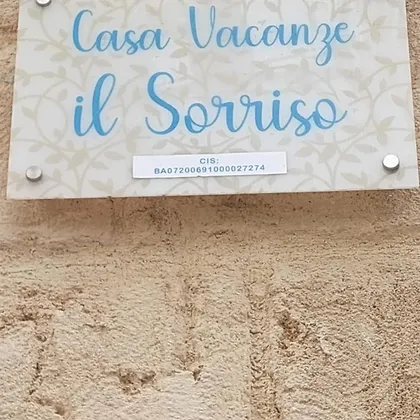 Casa Vacanze
il Sorriso
CIS:
BA07200691000027274